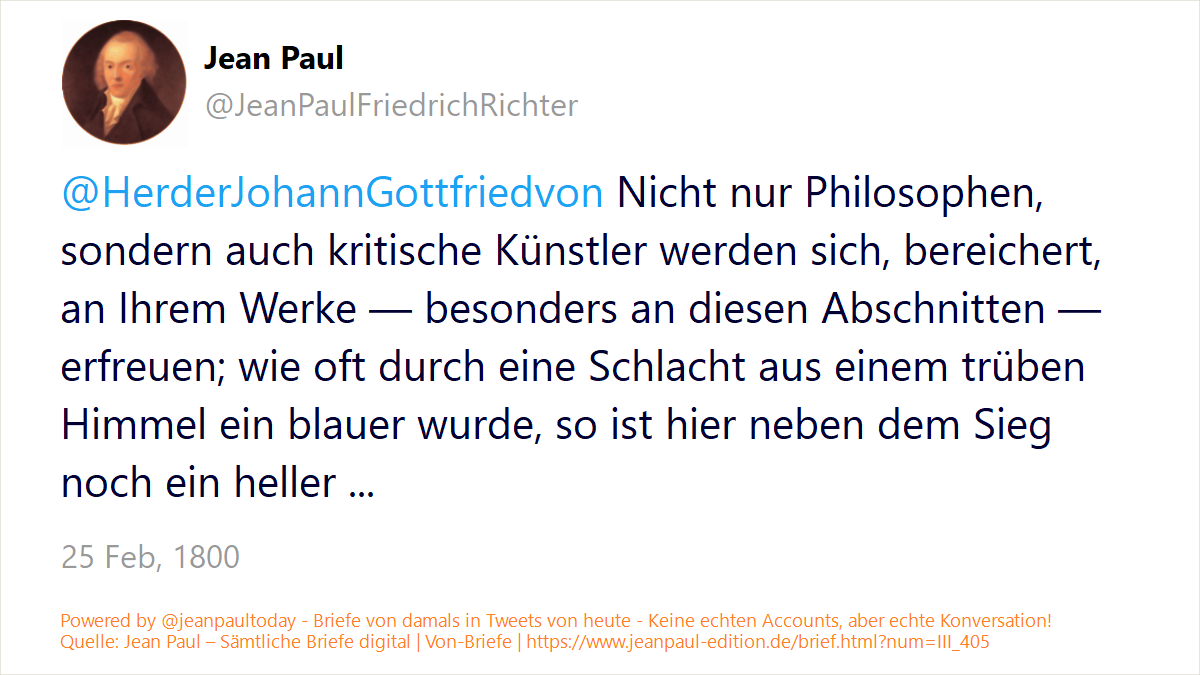 Jean Paul
@JeanPaulFriedrichRichter
@HerderJohannGottfriedvon Nicht nur Philosophen,
sondern auch kritische Künstler werden sich, bereichert,
an Ihrem Werke — besonders an diesen Abschnitten —
erfreuen; wie oft durch eine Schlacht aus einem trüben
Himmel ein blauer wurde, so ist hier neben dem Sieg
noch ein heller ...
25 Feb, 1800
Powered by @jeanpaultoday - Briefe von damals in Tweets von heute - Keine echten Accounts, aber echte Konversation!
Quelle: Jean Paul – Sämtliche Briefe digital | Von-Briefe | https://www.jeanpaul-edition.de/brief.html?num=III_405